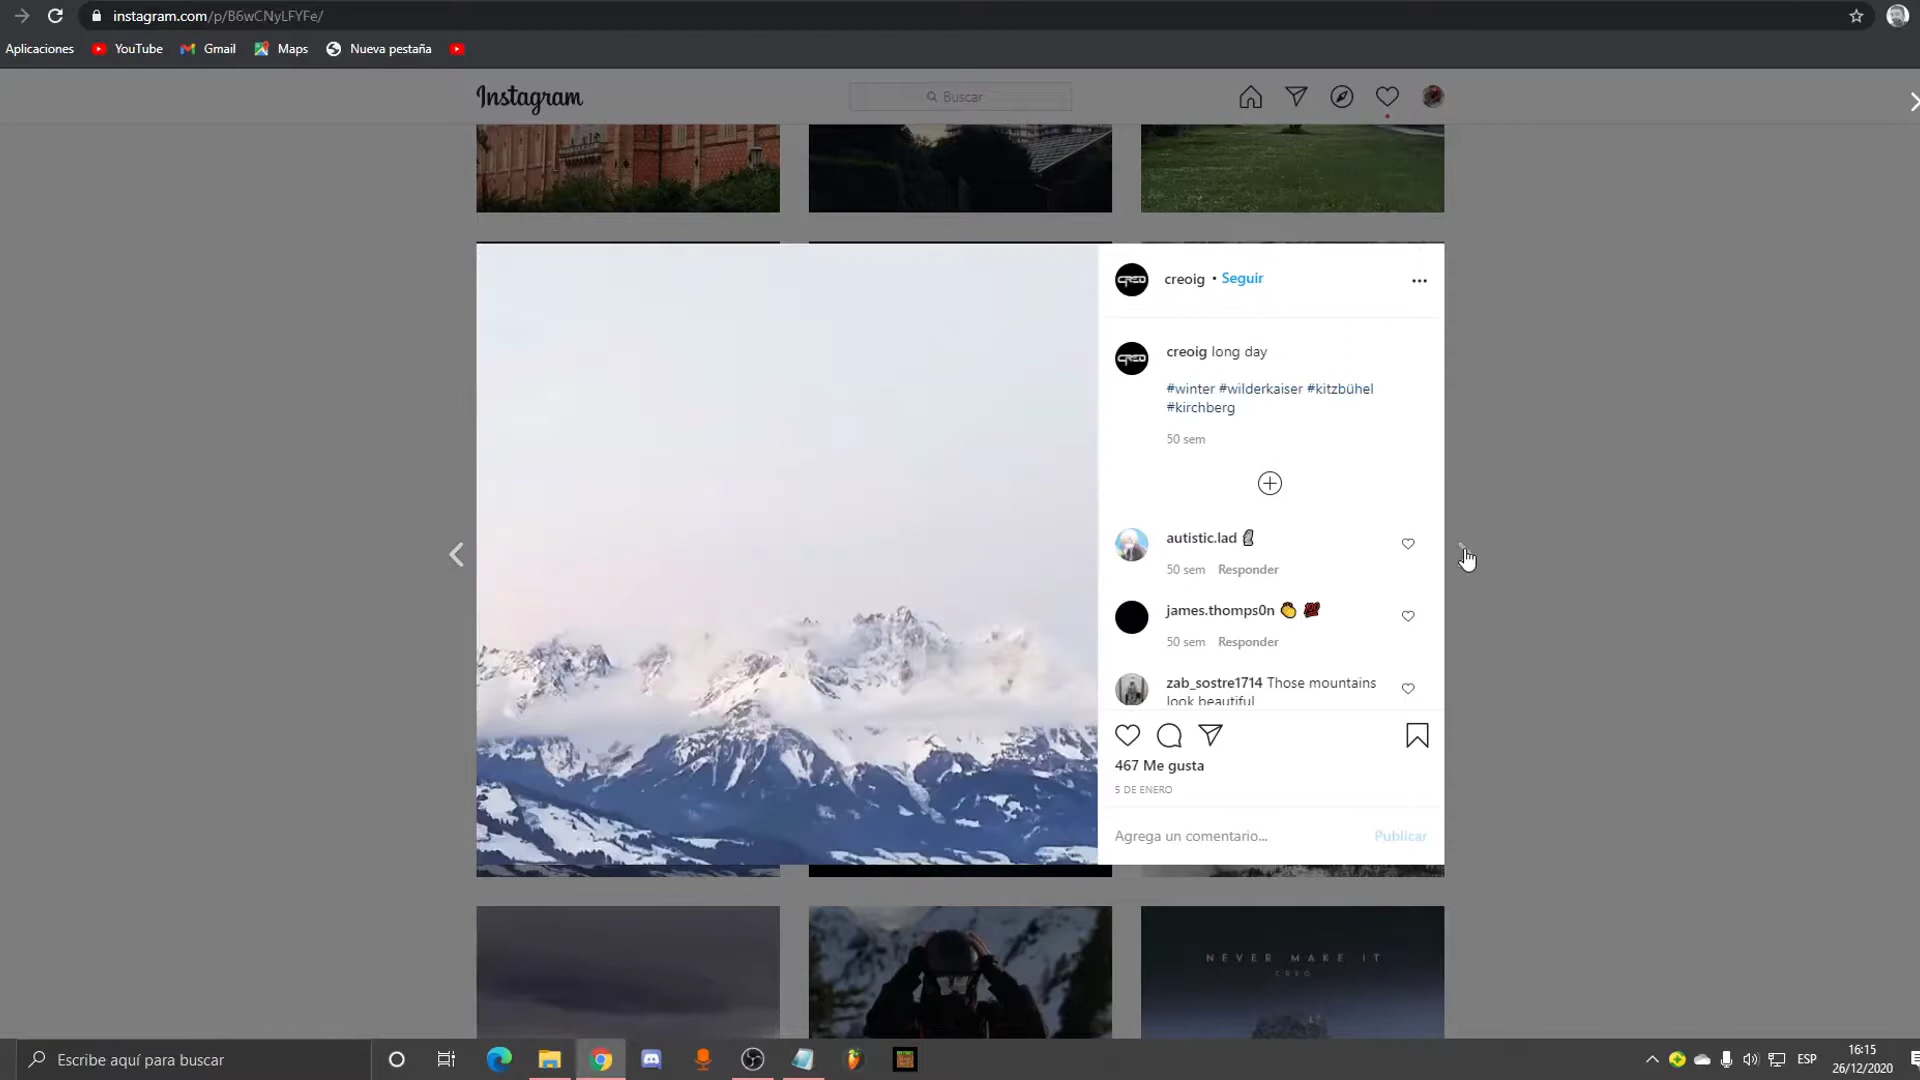 instagram.com/p/B6wCNyLFYFe/
Aplicaciones YouTube Gmail Maps Nueva pestaña
Instagram
Buscar
CREO creoig • Seguir
CREO creoig long day
#winter #wilderkaiser #kitzbühel
#kirchberg
50 sem
autistic.lad
50 sem Responder
james.thomps0n 👏 💯
50 sem Responder
zab_sostre1714 Those mountains
look beautiful
467 Me gusta
5 DE ENERO
Agrega un comentario... Publicar
NEVER MAKE IT
CREO
Escribe aquí para buscar
ESP
16:15
26/12/2020